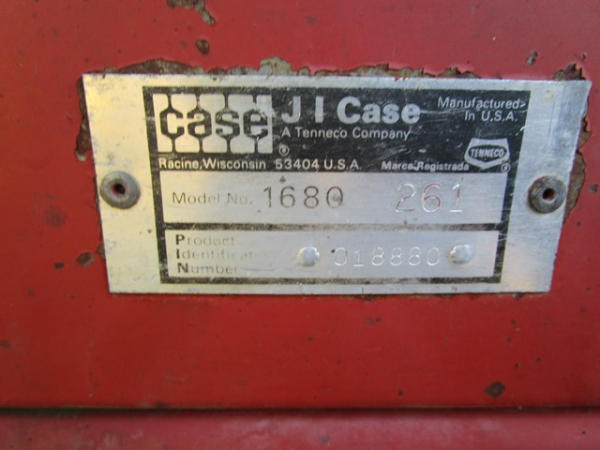 case
J I Case
A Tenneco Company
Manufactured
In U.S.A.
Racine, Wisconsin 53404 U.S.A.
Marca Registrada
TENNECO
Model No. 1680 261
Product
Identification
Number
018880